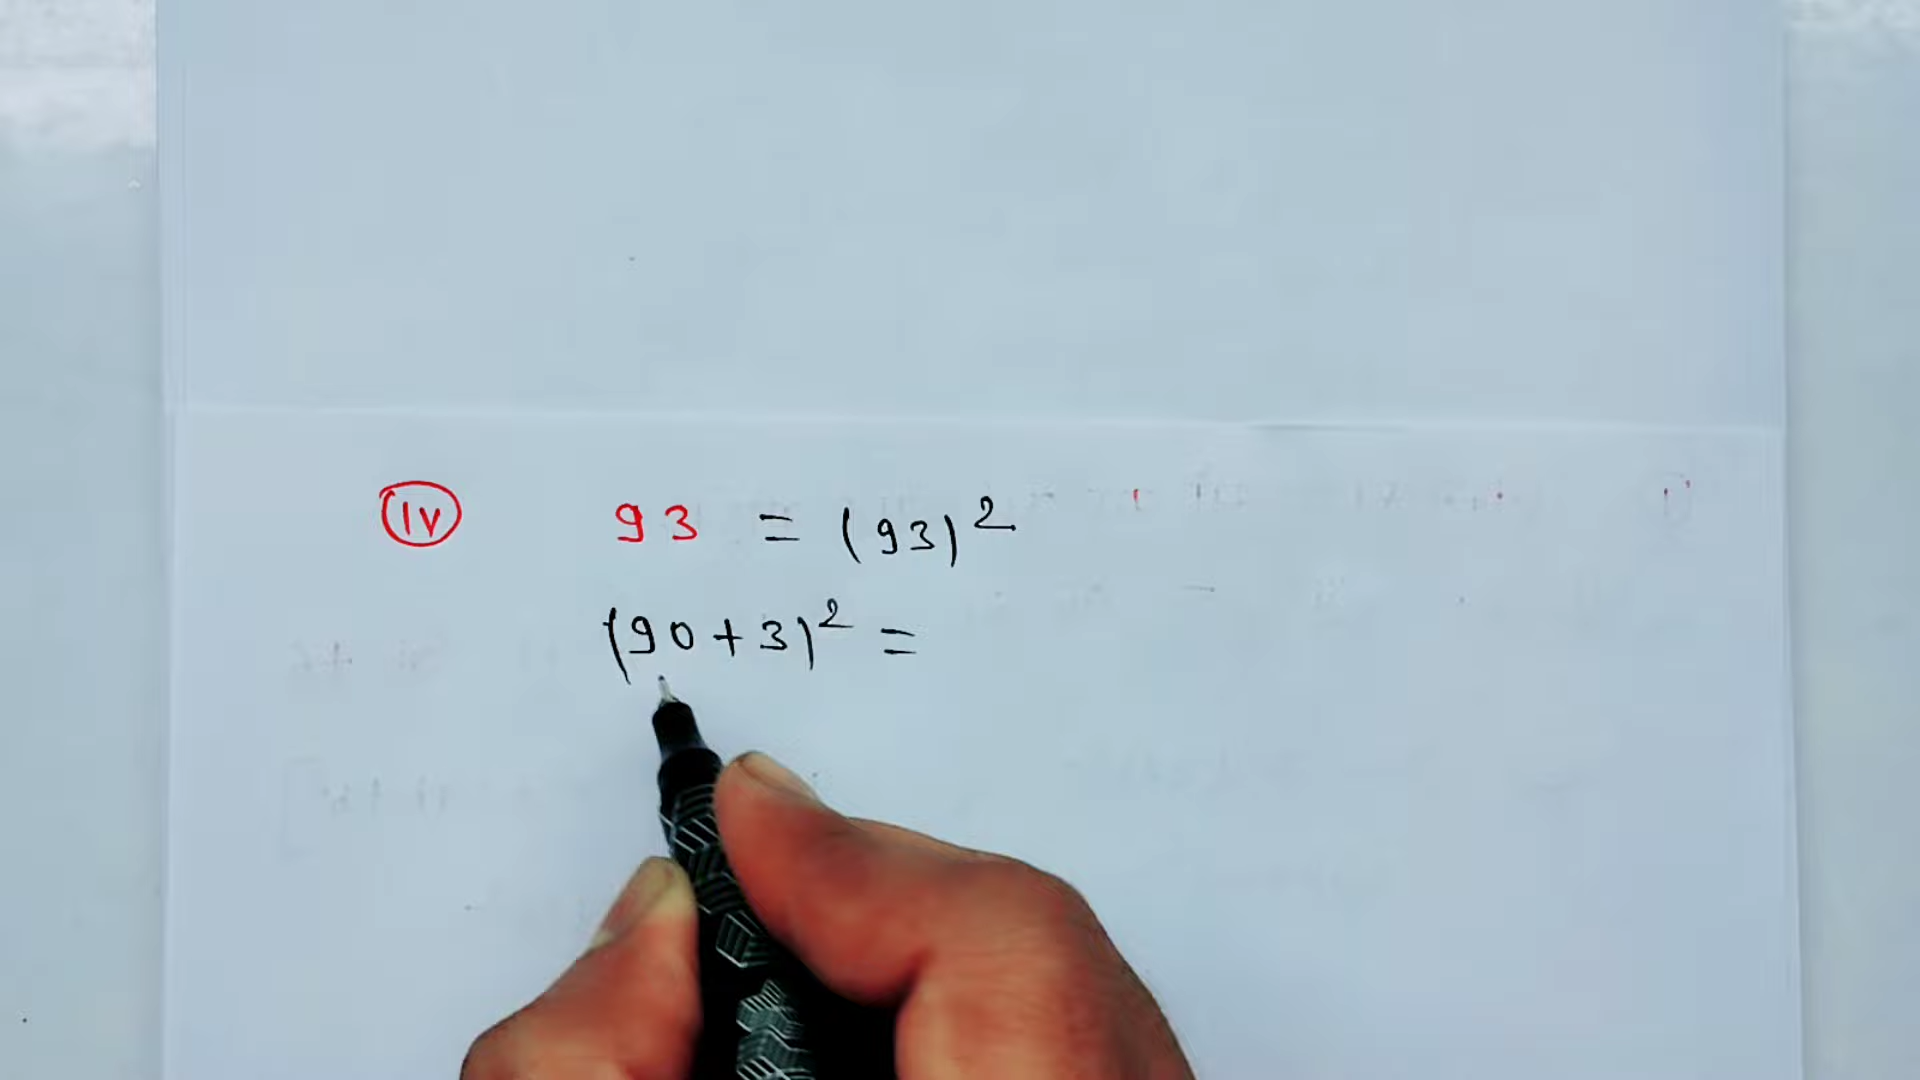 (iv) 93 = (93)²
(90+3)² =